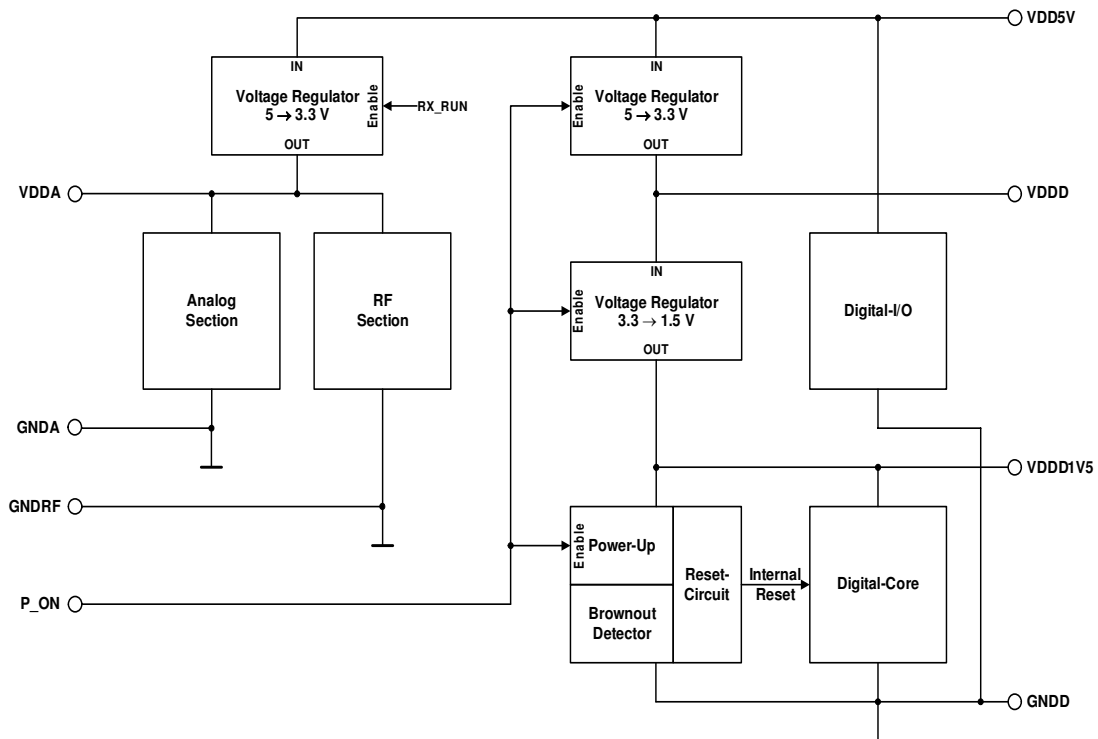 VDD5V
IN
Voltage Regulator
5 → 3.3 V
Enable
OUT
RX_RUN
IN
Enable
Voltage Regulator
5 → 3.3 V
OUT
VDDA
VDDD
Analog
Section
RF
Section
IN
Enable
Voltage Regulator
3.3 → 1.5 V
OUT
Digital-I/O
GNDA
VDDD1V5
GNDRF
Enable
Power-Up
Brownout
Detector
Reset-
Circuit
Internal
Reset
Digital-Core
P_ON
GNDD